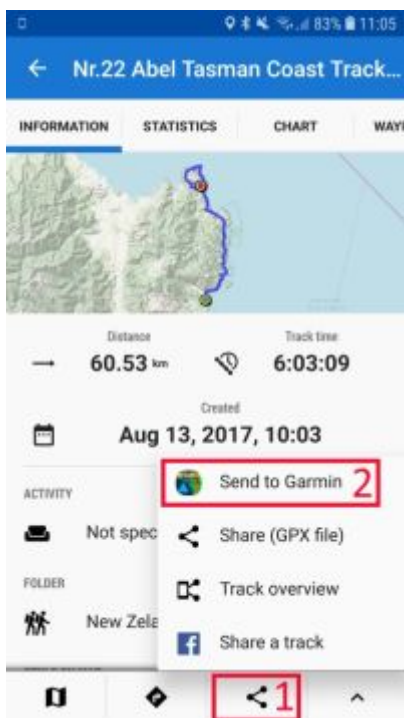 83% 11:05
Nr.22 Abel Tasman Coast Track...
INFORMATION STATISTICS CHART WAYI
Distance Track time
60.53 km 6:03:09
Created
Aug 13, 2017, 10:03
Send to Garmin 2
ACTIVITY
Not spec
Share (GPX file)
FOLDER
Track overview
New Zela
Share a track
1